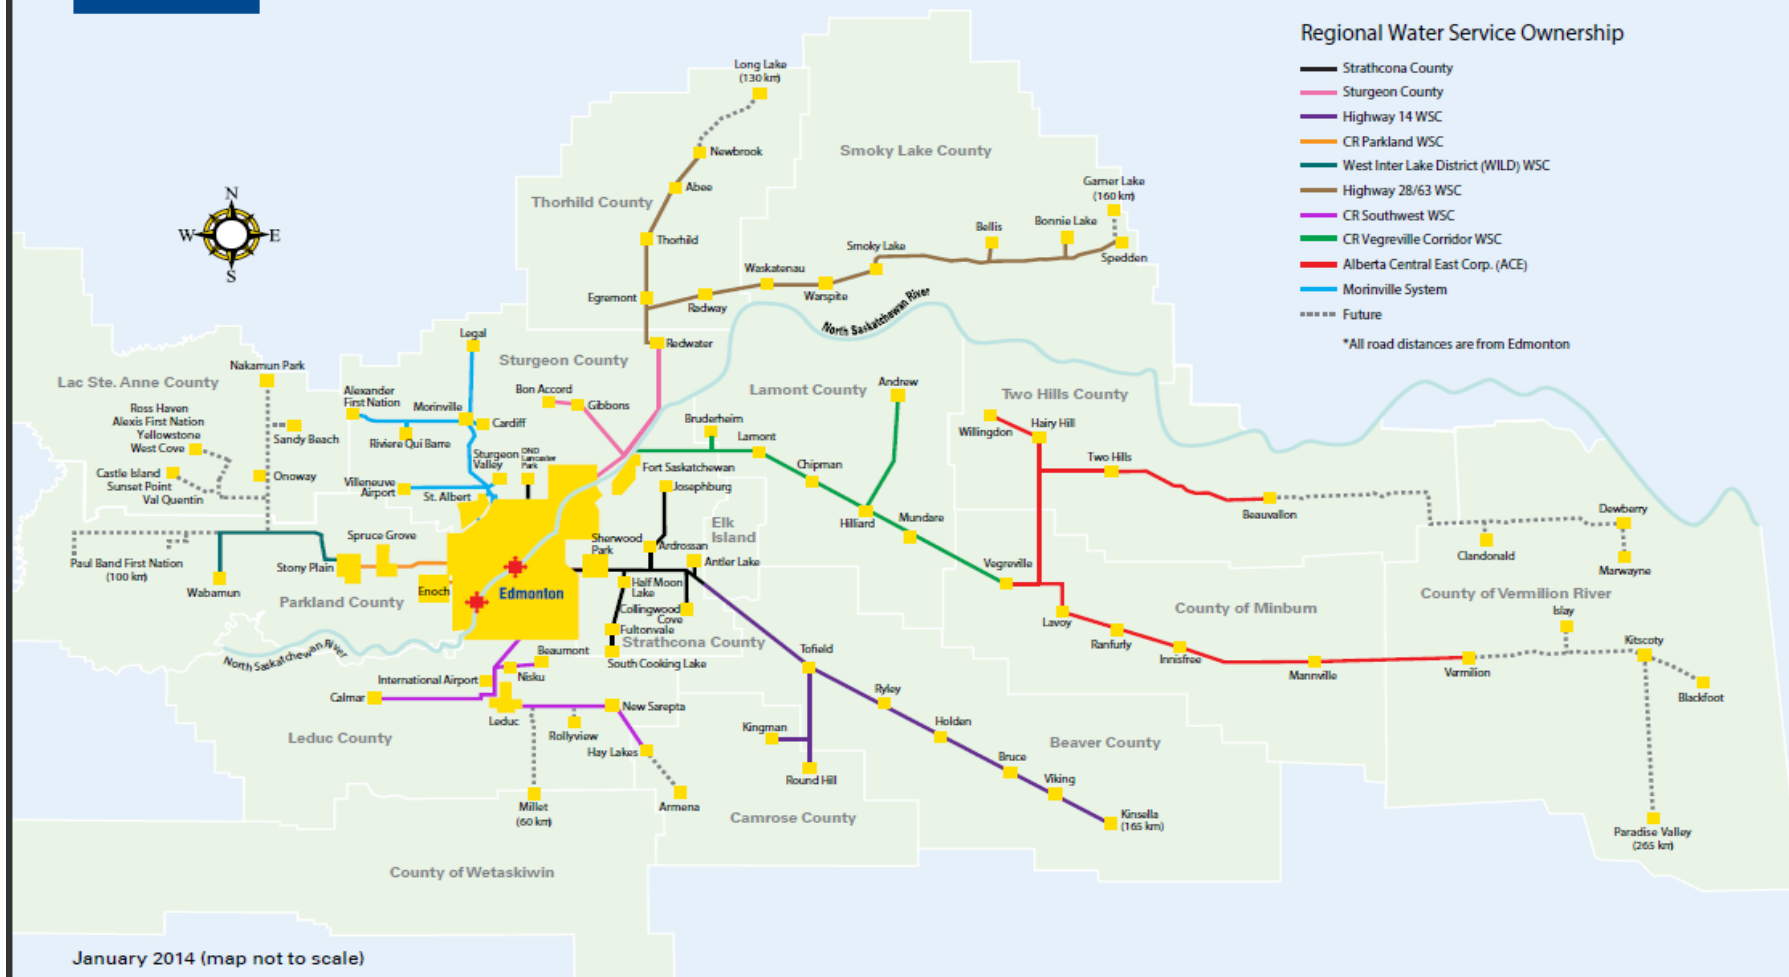 Regional Water Service Ownership
Strathcona County
Sturgeon County
Highway 14 WSC
CR Parkland WSC
West Inter Lake District (WILD) WSC
Highway 28/63 WSC
CR Southwest WSC
CR Vegreville Corridor WSC
Alberta Central East Corp. (ACE)
Morinville System
Future
*All road distances are from Edmonton
N
W
E
S
Long Lake
(130 km)
Newbrook
Abee
Thorhild County
Thorhild
Egremont
Radway
Waskatenau
Warspite
Smoky Lake County
Smoky Lake
Bellis
Bonnie Lake
Garner Lake
(160 km)
Spedden
North Saskatchewan River
Redwater
Legal
Sturgeon County
Bon Accord
Gibbons
Lac Ste. Anne County
Nakamun Park
Ross Haven
Alexis First Nation
Yellowstone
West Cove
Castle Island
Sunset Point
Val Quentin
Sandy Beach
Onoway
Alexander
First Nation
Morinville
Cardiff
Riviere Qui Barre
Sturgeon
Valley
DND
Lancaster
Park
Villeneuve
Airport
St. Albert
Lamont County
Andrew
Bruderheim
Lamont
Fort Saskatchewan
Josephburg
Chipman
Hilliard
Mundare
Vegreville
Two Hills County
Willingdon
Hairy Hill
Two Hills
Beauvallon
Dewberry
Clandonald
Marwayne
Paul Band First Nation
(100 km)
Wabamun
Spruce Grove
Stony Plain
Enoch
Parkland County
Edmonton
Elk
Island
Sherwood
Park
Ardrossan
Antler Lake
Half Moon
Lake
Collingwood
Cove
Fultonvale
Strathcona County
South Cooking Lake
North Saskatchewan River
County of Minburn
Lavoy
Ranfurly
Innisfree
Mannville
Vermilion
County of Vermilion River
Islay
Kitscoty
Blackfoot
Paradise Valley
(265 km)
Beaumont
Nisku
International Airport
Calmar
Leduc
Leduc County
New Sarepta
Rollyview
Hay Lakes
Millet
(60 km)
Armena
Tofield
Kingman
Round Hill
Ryley
Holden
Bruce
Viking
Kinsella
(165 km)
Beaver County
Camrose County
County of Wetaskiwin
January 2014 (map not to scale)